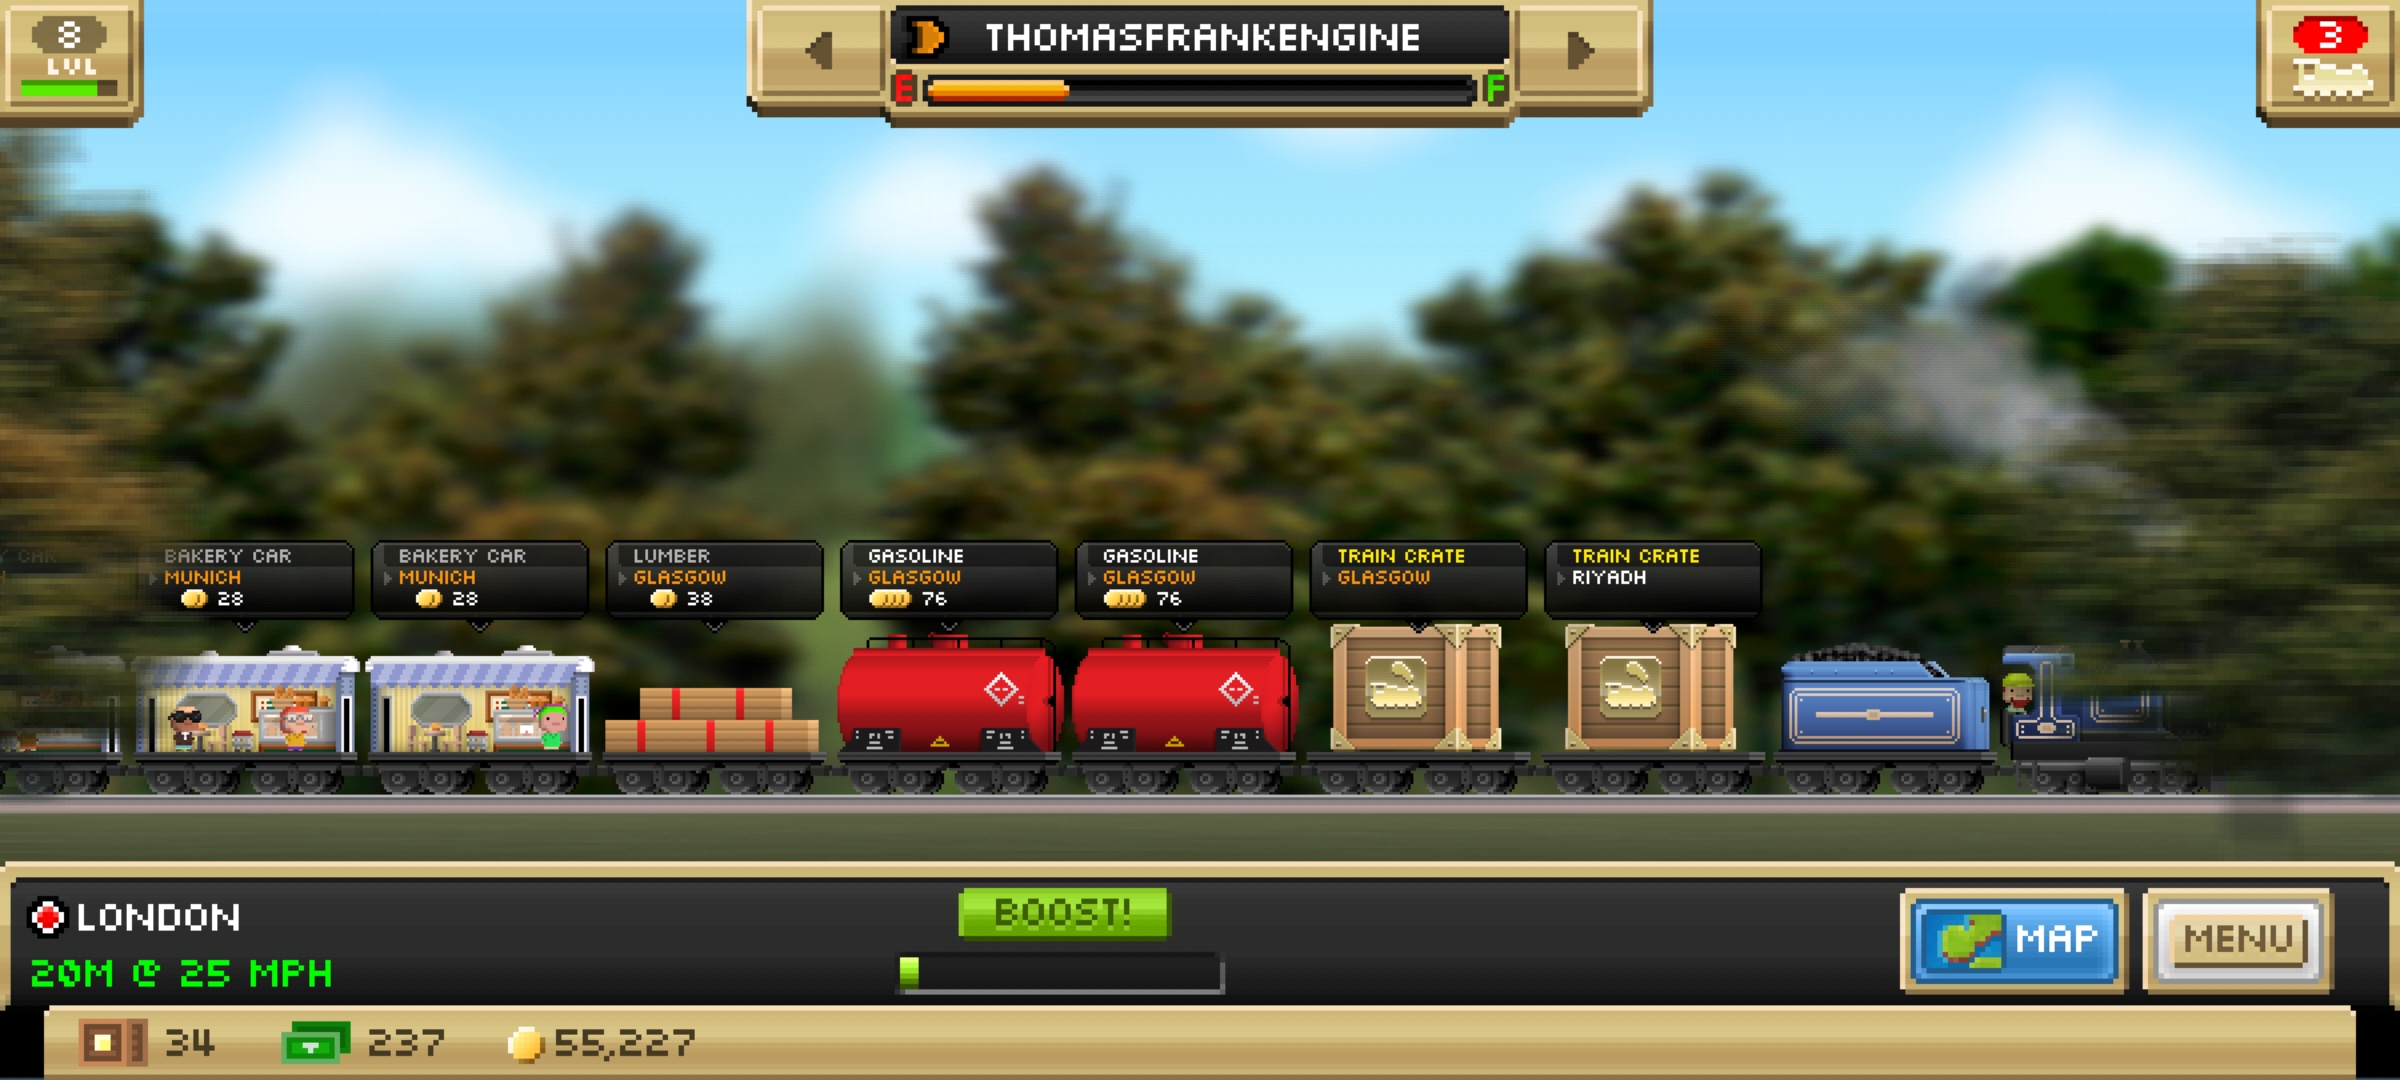 8
LVL
THOMASFRANKENGINE
E F
3
BAKERY CAR
MUNICH
28
BAKERY CAR
MUNICH
28
LUMBER
GLASGOW
38
GASOLINE
GLASGOW
76
GASOLINE
GLASGOW
76
TRAIN CRATE
GLASGOW
TRAIN CRATE
RIYADH
LONDON
20M @ 25 MPH
BOOST!
MAP
MENU
34
237
55,227